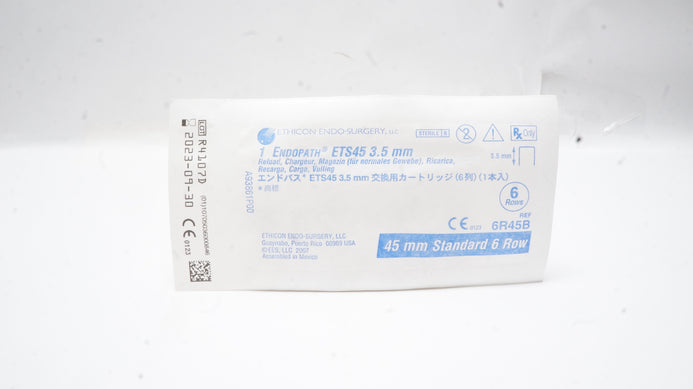 LOT R4107D
2023-09-30
CE 0123
ETHICON ENDO-SURGERY, LLC
STERILE R
Rx Only
1 ENDOPATH® ETS45 3.5 mm
Reload, Chargeur, Magazin (für normales Gewebe), Ricarica,
Recarga, Carga, Vulling
エンドパス* ETS45 3.5 mm 交換用カートリッジ (6列) (1本入)
* 商標
3.5 mm
6
Rows
A93861P0D
REF
CE 0123 6R45B
ETHICON ENDO-SURGERY, LLC
Guaynabo, Puerto Rico 00969 USA
©EES, LLC 2007
Assembled in Mexico
45 mm Standard 6 Row